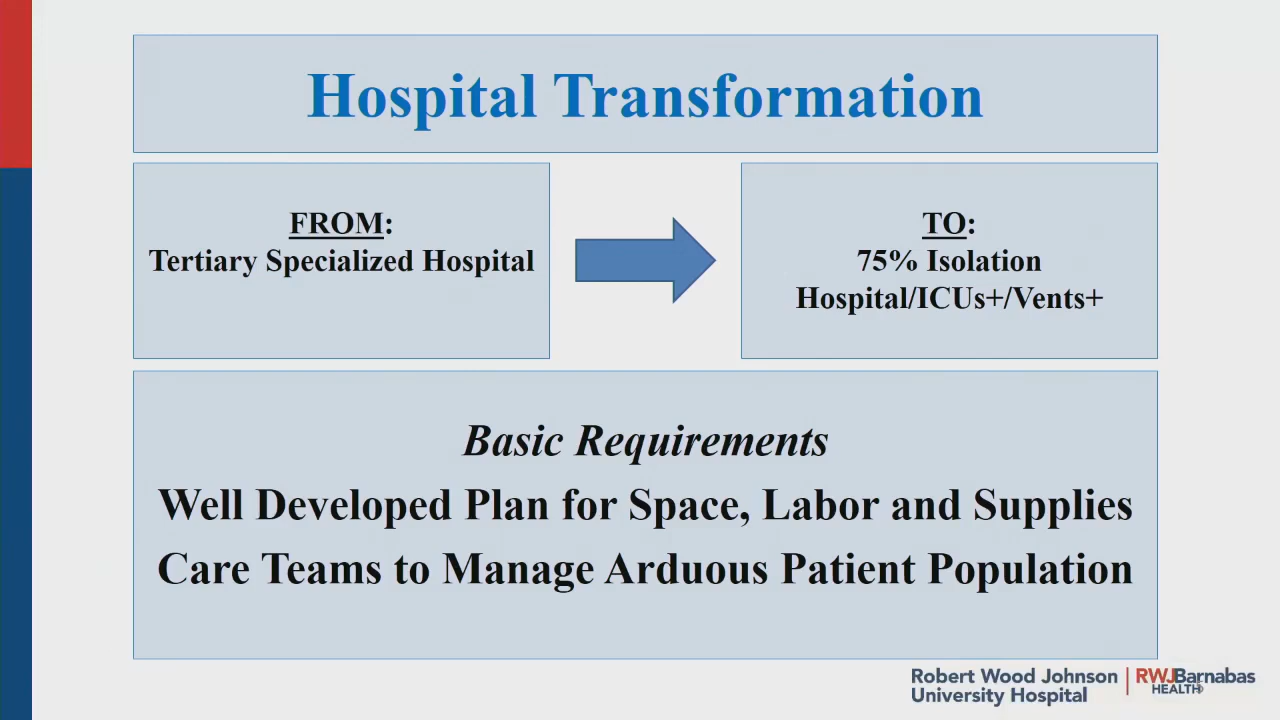 Hospital Transformation
FROM:
Tertiary Specialized Hospital
TO:
75% Isolation
Hospital/ICUs+/Vents+
Basic Requirements
Well Developed Plan for Space, Labor and Supplies
Care Teams to Manage Arduous Patient Population
Robert Wood Johnson
University Hospital
RWJBarnabas
HEALTH